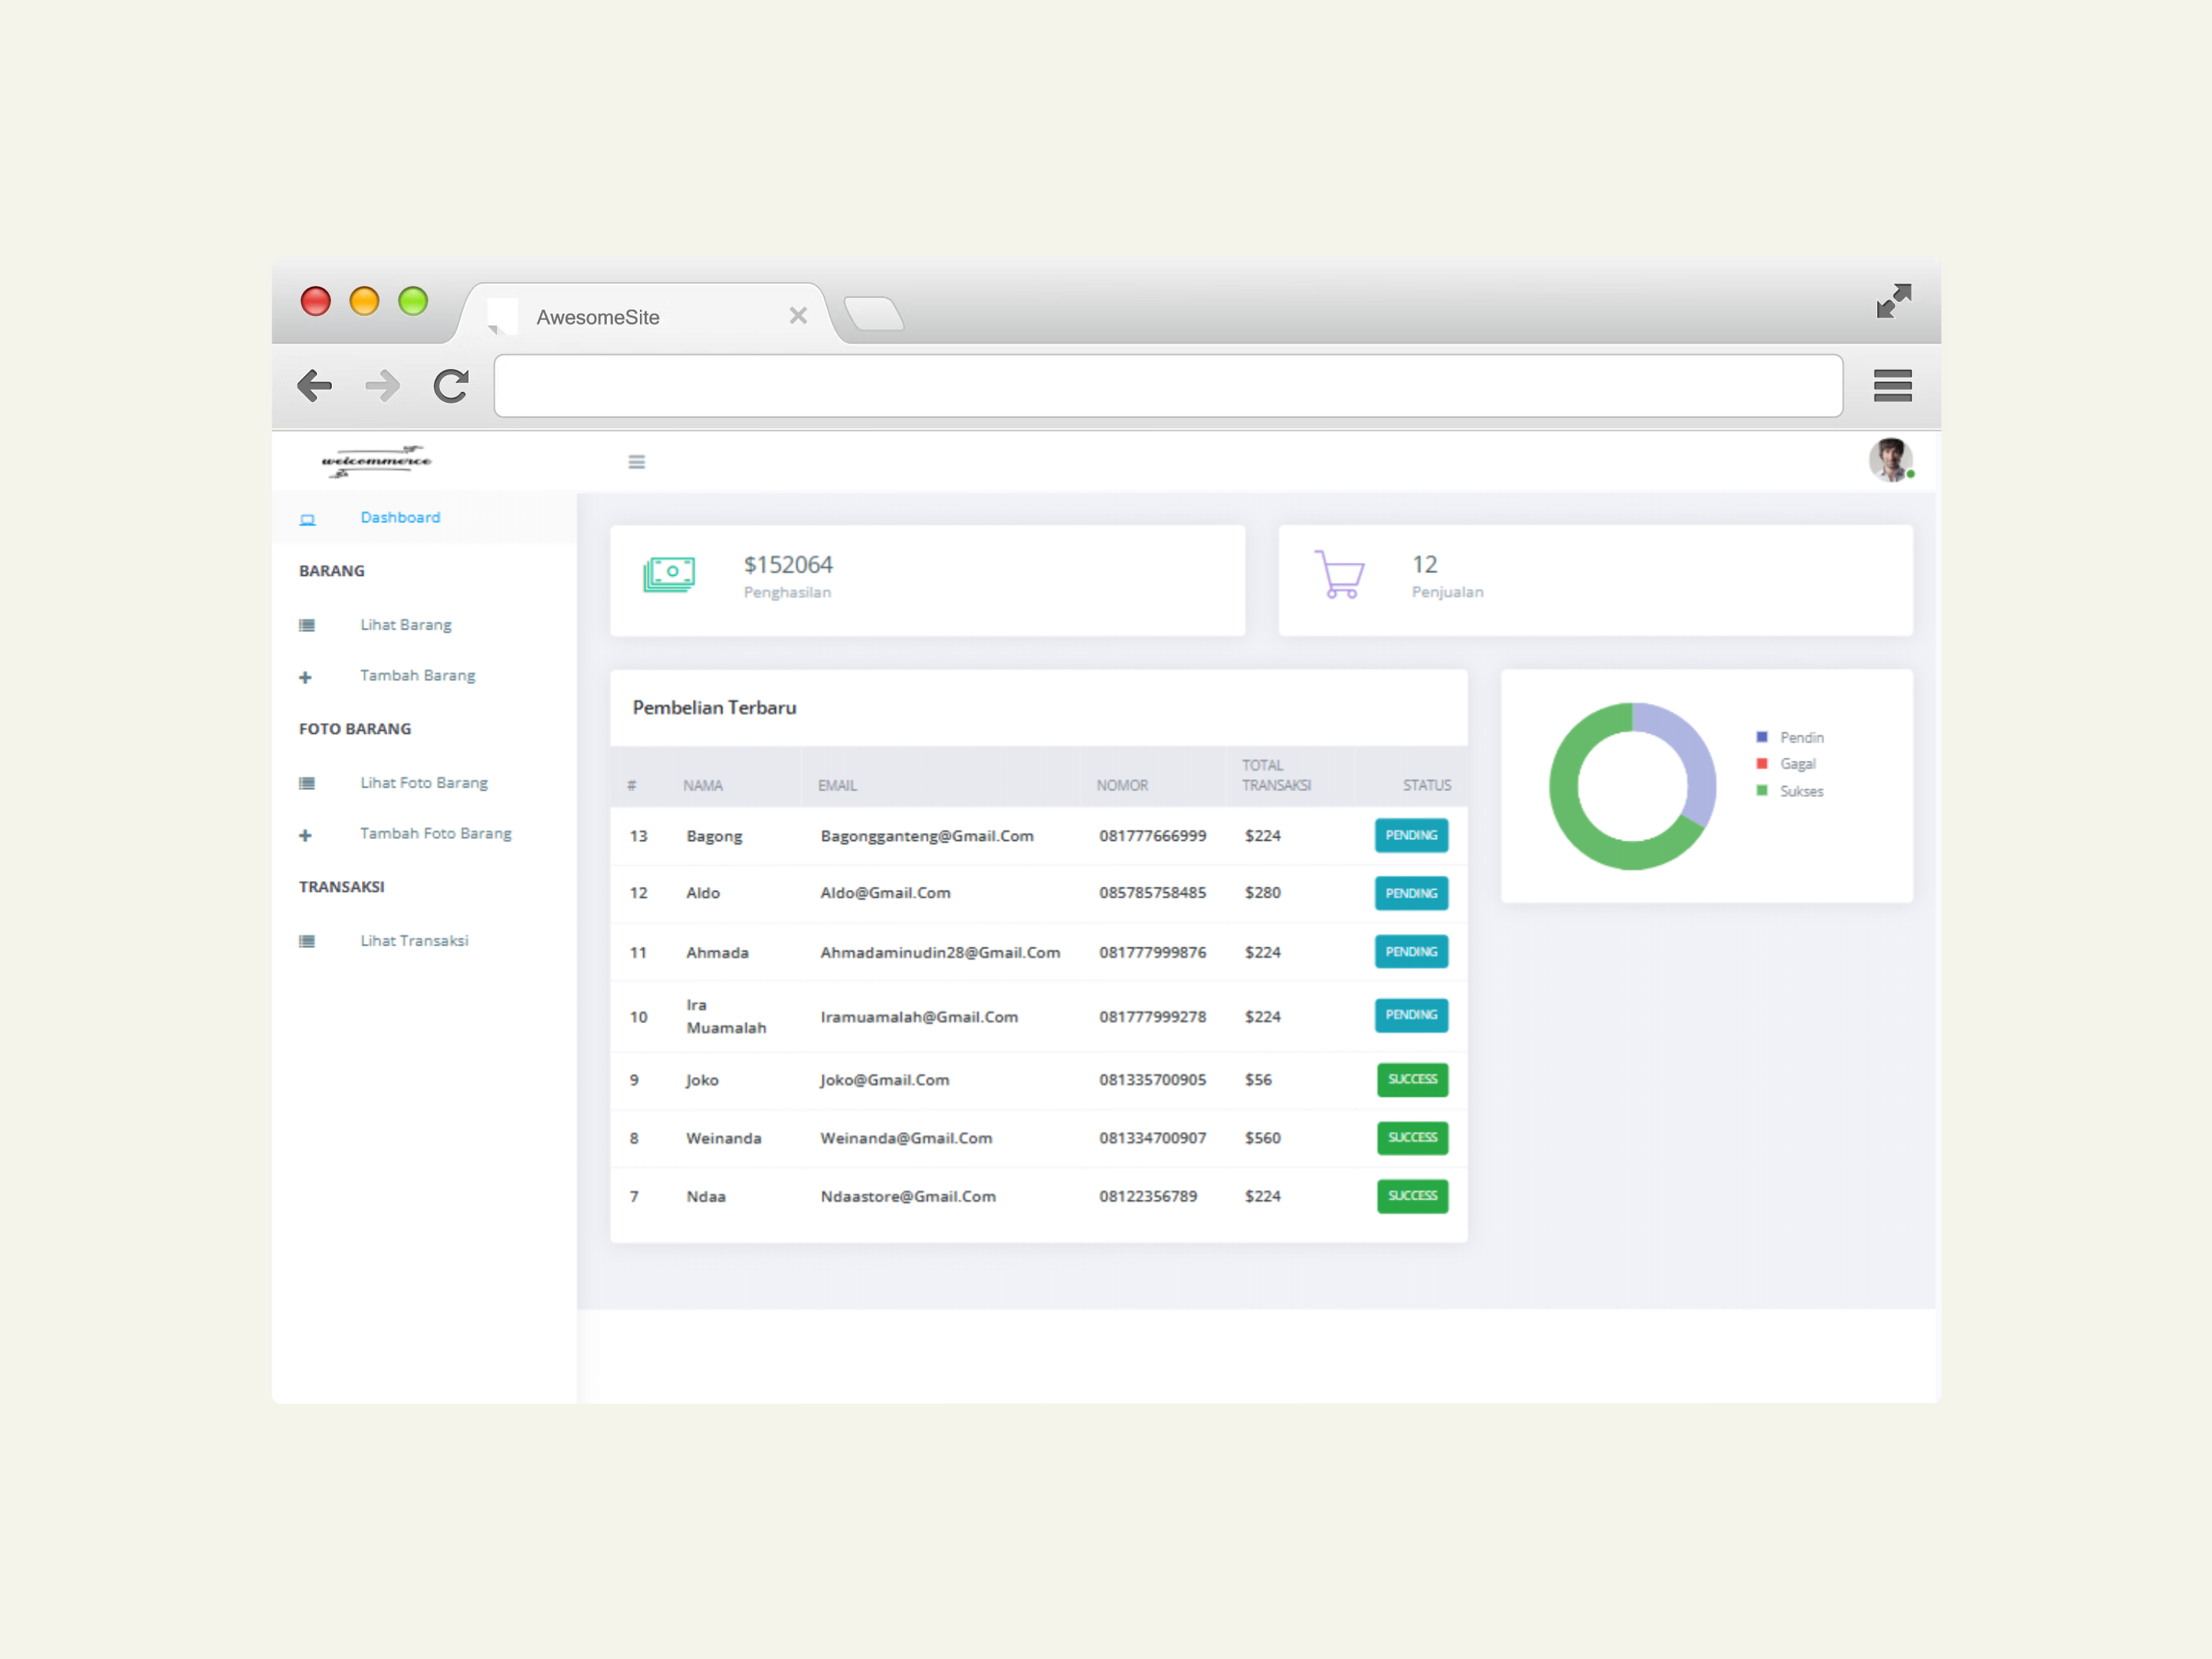 AwesomeSite
weicommerce
Dashboard
BARANG
Lihat Barang
Tambah Barang
FOTO BARANG
Lihat Foto Barang
Tambah Foto Barang
TRANSAKSI
Lihat Transaksi
$152064
Penghasilan
12
Penjualan
Pembelian Terbaru
# NAMA EMAIL NOMOR TOTAL TRANSAKSI STATUS
13 Bagong Bagongganteng@Gmail.Com 081777666999 $224 PENDING
12 Aldo Aldo@Gmail.Com 085785758485 $280 PENDING
11 Ahmada Ahmadaminudin28@Gmail.Com 081777999876 $224 PENDING
10 Ira Muamalah Iramuamalah@Gmail.Com 081777999278 $224 PENDING
9 Joko Joko@Gmail.Com 081335700905 $56 SUCCESS
8 Weinanda Weinanda@Gmail.Com 081334700907 $560 SUCCESS
7 Ndaa Ndaastore@Gmail.Com 08122356789 $224 SUCCESS
Pendin
Gagal
Sukses